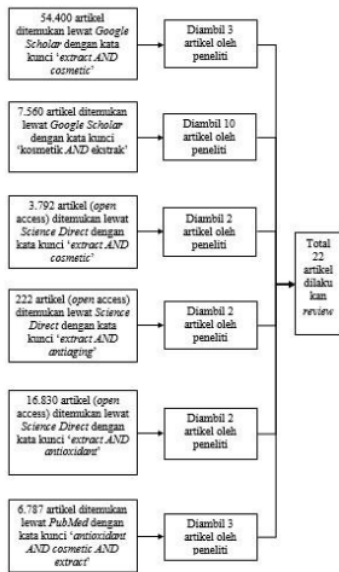 54.400 artikel
ditemukan lewat Google
Scholar dengan kata
kunci ‘extract AND
cosmetic’
Diambil 3
artikel oleh
peneliti
7.560 artikel ditemukan
lewat Google Scholar
dengan kata kunci
‘kosmetik AND ekstrak’
Diambil 10
artikel oleh
peneliti
3.792 artikel (open
access) ditemukan lewat
Science Direct dengan
kata kunci ‘extract AND
cosmetic’
Diambil 2
artikel oleh
peneliti
222 artikel (open access)
ditemukan lewat Science
Direct dengan kata kunci
‘extract AND
antiaging’
Diambil 2
artikel oleh
peneliti
16.830 artikel (open
access) ditemukan lewat
Science Direct dengan
kata kunci ‘extract AND
antioxidant’
Diambil 2
artikel oleh
peneliti
6.787 artikel ditemukan
lewat PubMed dengan
kata kunci ‘antioxidant
AND cosmetic AND
extract’
Diambil 3
artikel oleh
peneliti
Total
22
artikel
dilaku
kan
review